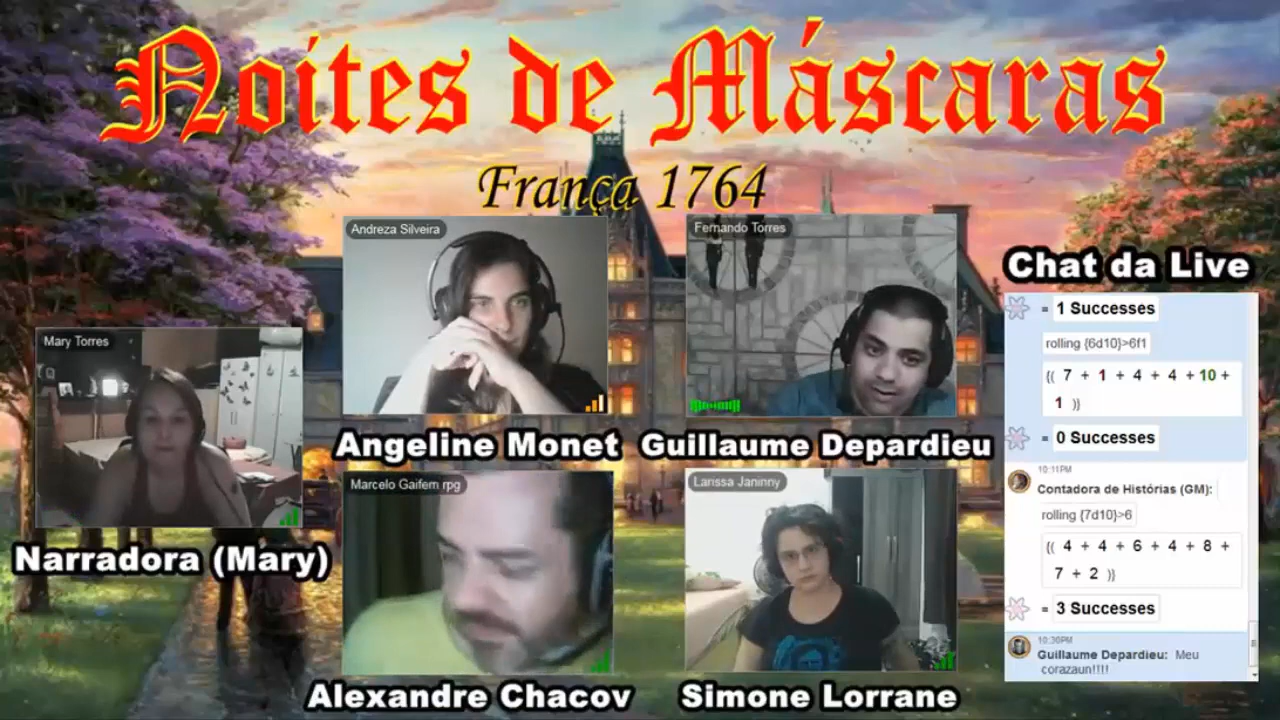 Noites de Máscaras
França 1764
Andreza Silveira
Fernando Torres
Mary Torres
Angeline Monet
Guillaume Depardieu
Marcelo Gaifem rpg
Larissa Janinny
Narradora (Mary)
Alexandre Chacov
Simone Lorrane
Chat da Live
= 1 Successes
rolling {6d10}>6f1
{( 7 + 1 + 4 + 4 + 10 +
1 )}
= 0 Successes
10:11PM
Contadora de Histórias (GM):
rolling {7d10}>6
{( 4 + 4 + 6 + 4 + 8 +
7 + 2 )}
= 3 Successes
10:30PM
Guillaume Depardieu: Meu
corazaun!!!!